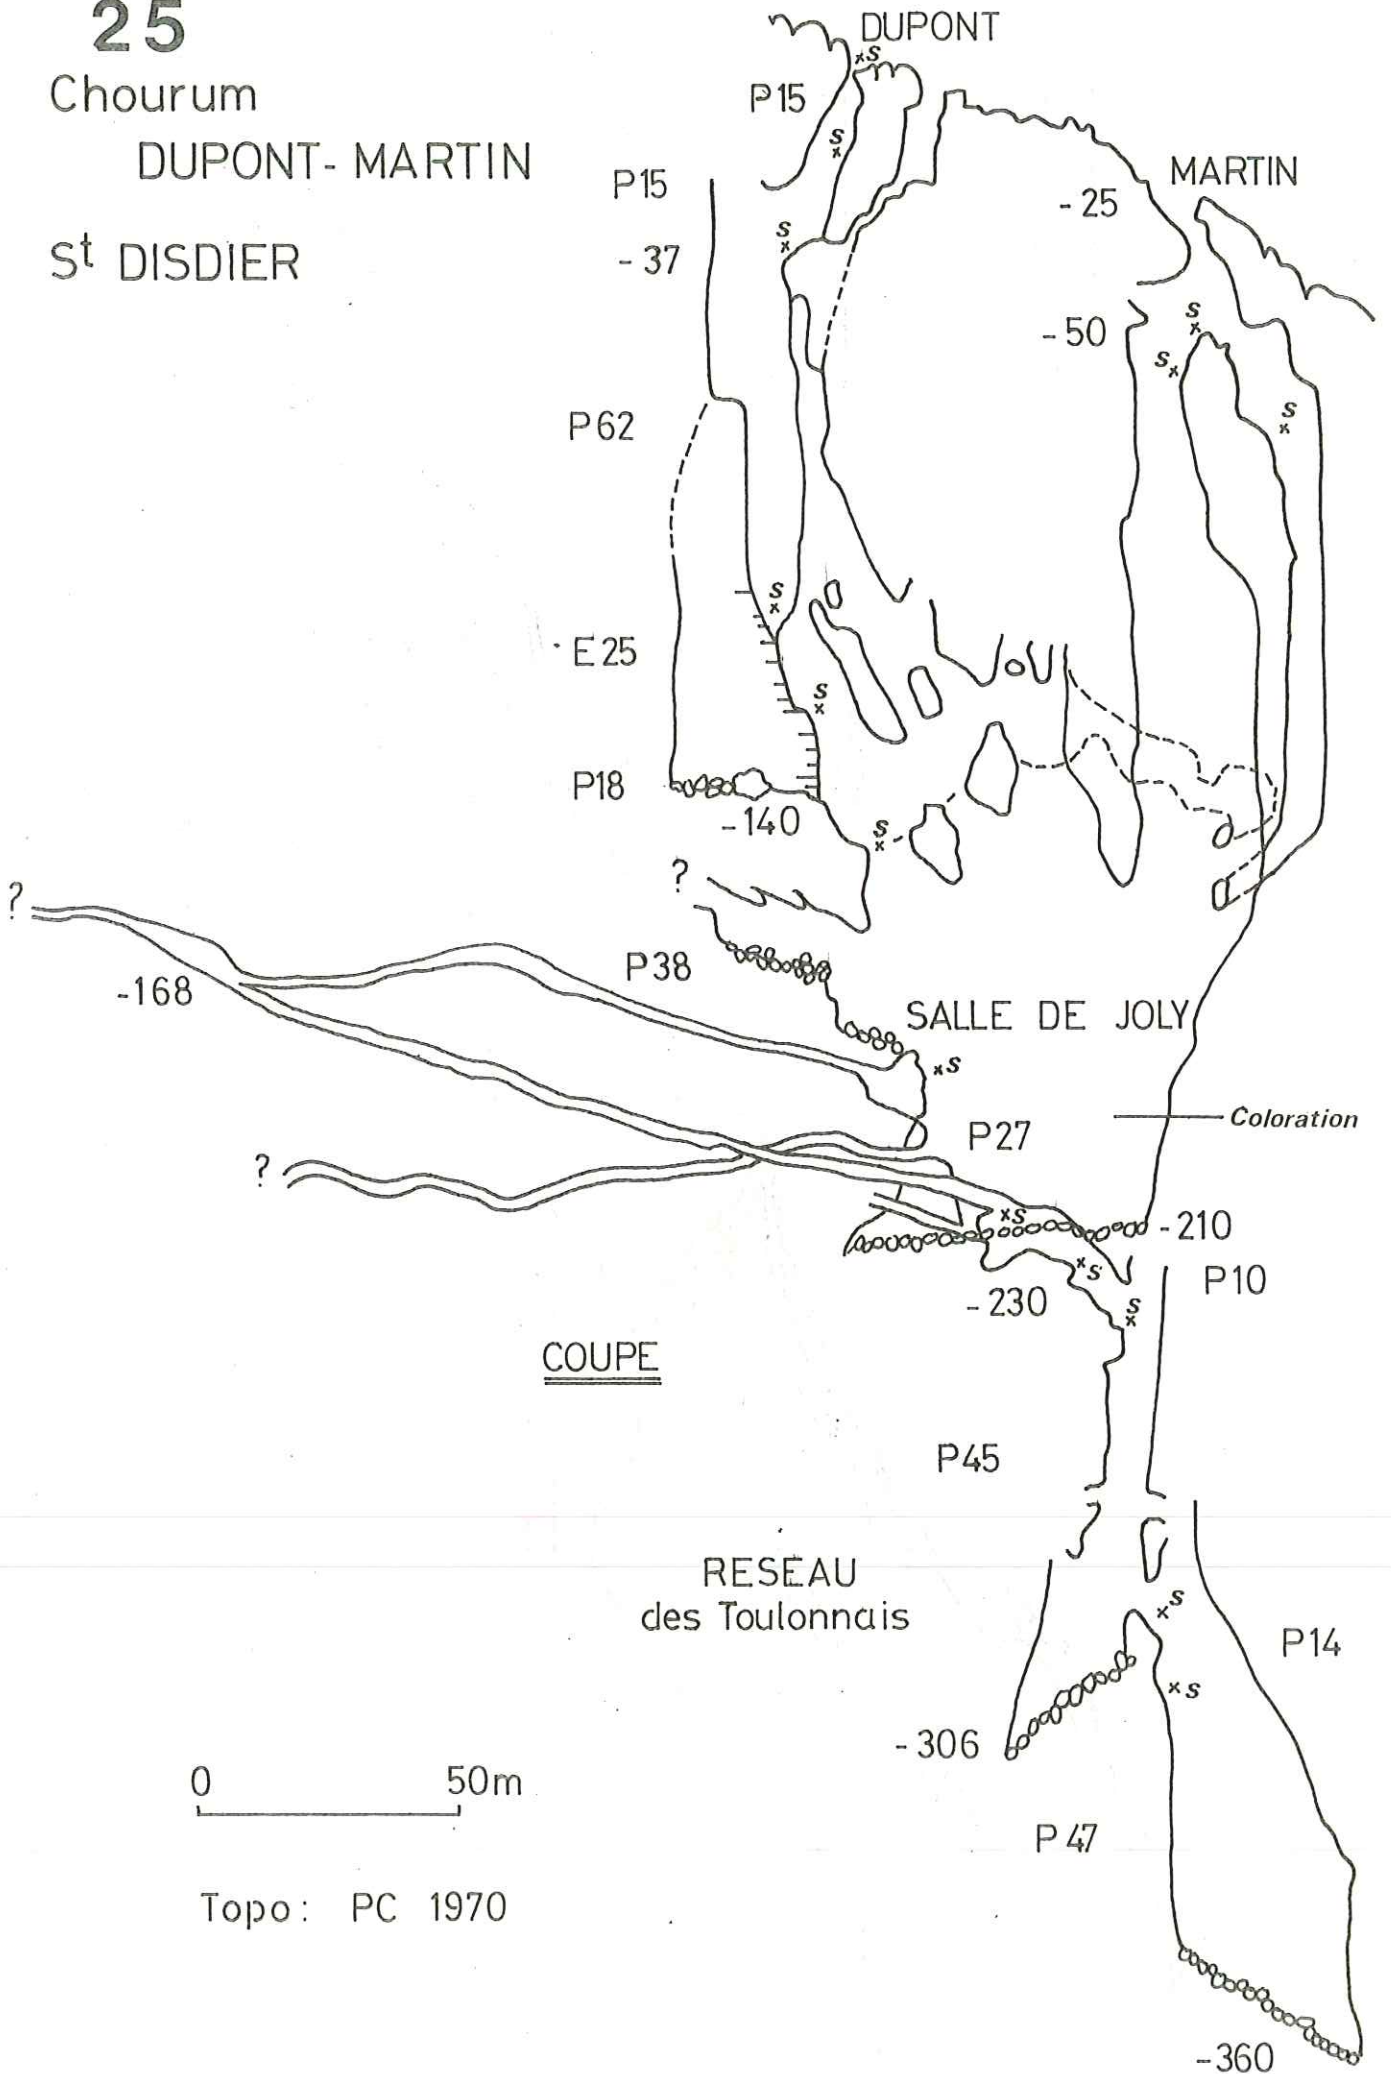 25
Chourum
DUPONT - MARTIN
St DISDIER
DUPONT
s
P15
s
MARTIN
P15
-25
s
-37
s
-50
s
s
P62
s
E25
s
P18
-140
s
?
?
P38
-168
SALLE DE JOLY
s
Coloration
P27
?
s
-210
s
P10
-230
s
COUPE
P45
RESEAU
des Toulonnais
s
P14
s
-306
0 50m
P47
Topo : PC 1970
-360